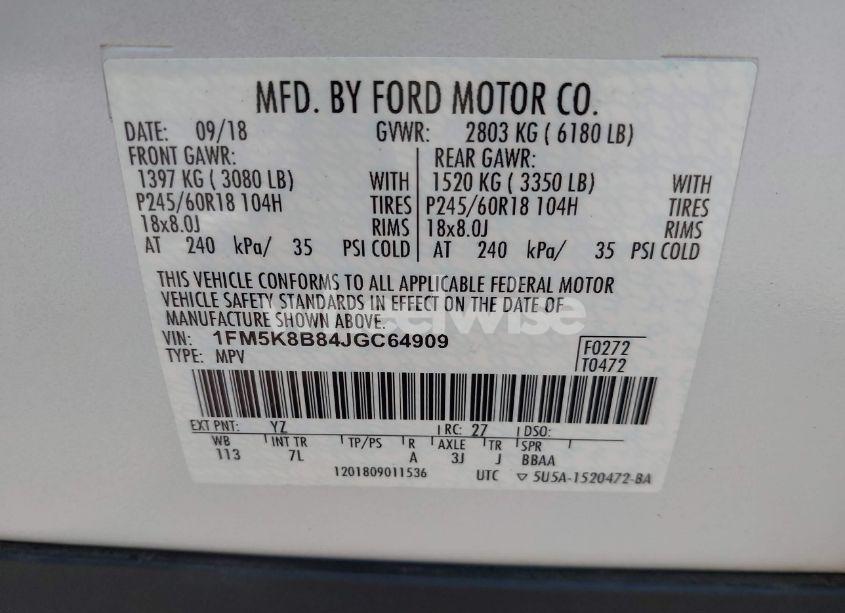 MFD. BY FORD MOTOR CO.
DATE: 09/18 GVWR: 2803 KG ( 6180 LB)
FRONT GAWR: REAR GAWR:
1397 KG ( 3080 LB) WITH 1520 KG ( 3350 LB) WITH
P245/60R18 104H TIRES P245/60R18 104H TIRES
18x8.0J RIMS 18x8.0J RIMS
AT 240 kPa/ 35 PSI COLD AT 240 kPa/ 35 PSI COLD
THIS VEHICLE CONFORMS TO ALL APPLICABLE FEDERAL MOTOR
VEHICLE SAFETY STANDARDS IN EFFECT ON THE DATE OF
MANUFACTURE SHOWN ABOVE.
VIN: 1FM5K8B84JGC64909 F0272
TYPE: MPV T0472
EXT PNT: YZ RC: 27 DSO:
WB INT TR TP/PS R AXLE TR SPR
113 7L A 3J J BBAA
1201809011536 UTC ▽ 5U5A-1520472-BA